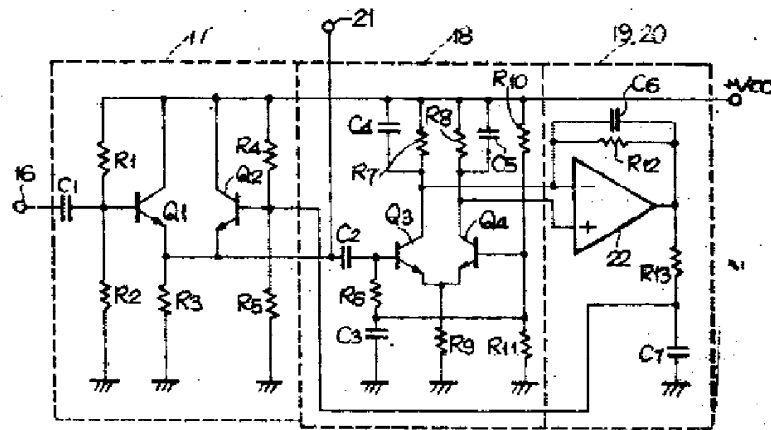 21
17
18
19,20
+Vcc
R10
C6
C4
R8
R7
C5
R12
R1
R4
Q2
16
C1
Q1
Q3
Q4
−
+
22
C2
R13
R2
R3
R5
R6
C3
R9
R11
C7